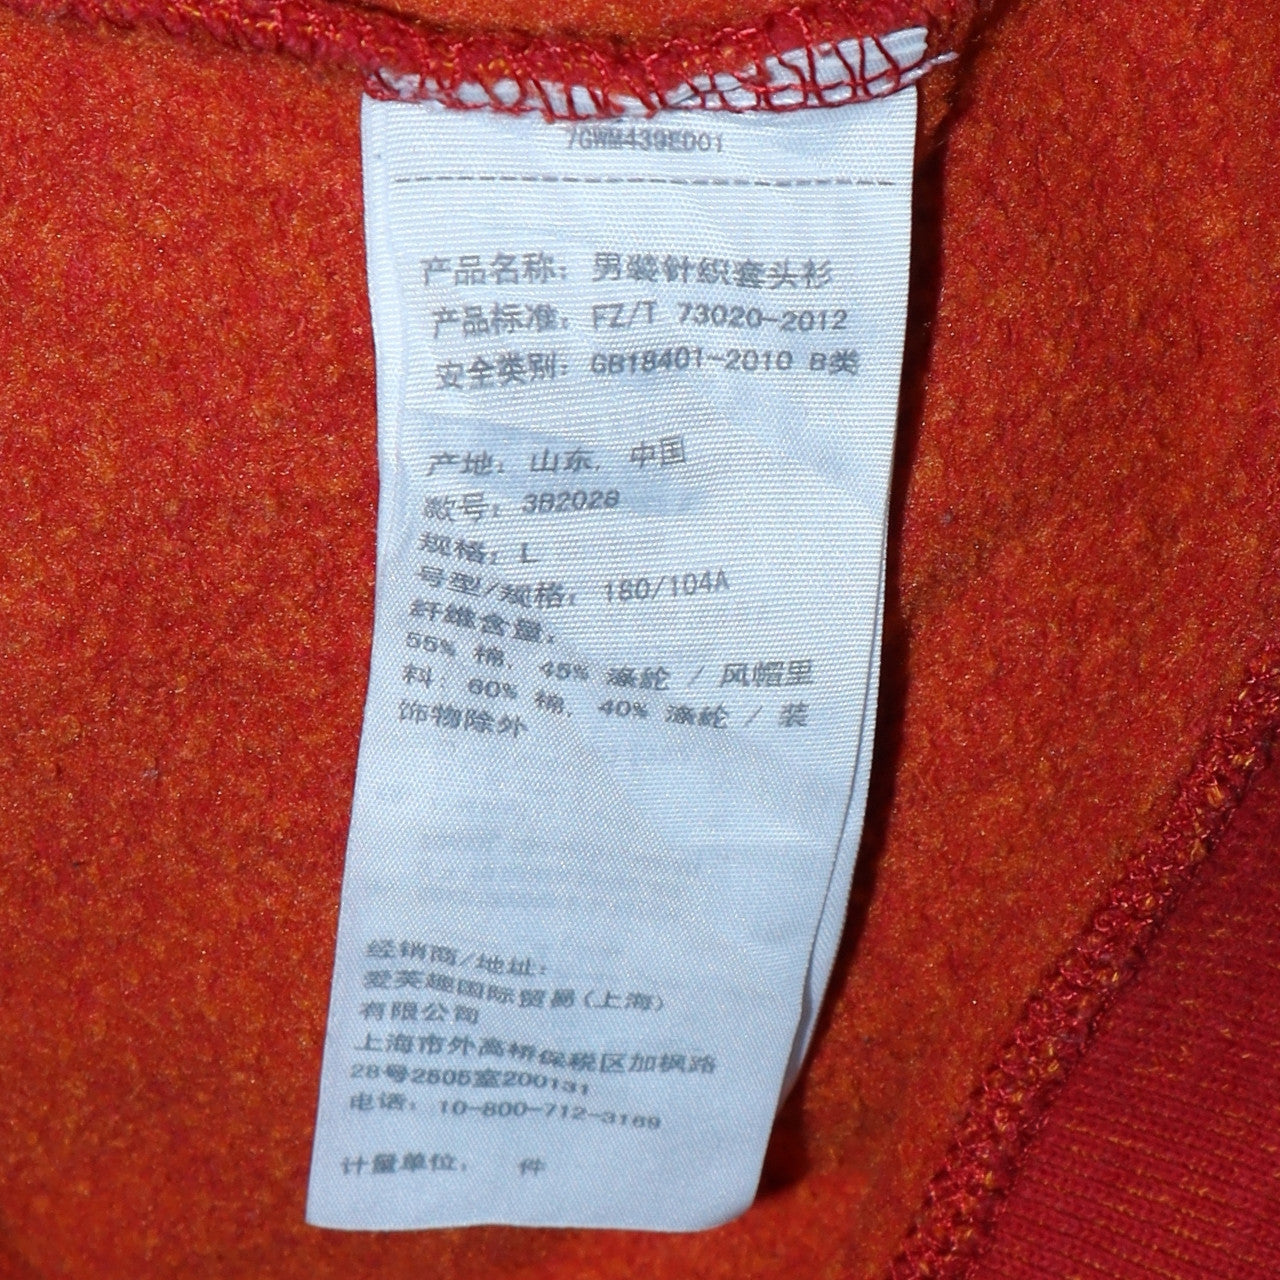 7GWM439ED01
产品名称：男装针织套头衫
产品标准：FZ/T 73020-2012
安全类别：GB18401-2010 B类
产地：山东，中国
款号：3B2028
规格：L
号型/规格：180/104A
纤维含量：
55% 棉，45% 涤纶 / 风帽里
料：60% 棉，40% 涤纶 / 装
饰物除外
经销商/地址：
爱芙趣国际贸易(上海)
有限公司
上海市外高桥保税区加枫路
28号2505室200131
电话：10-800-712-3169
计量单位： 件